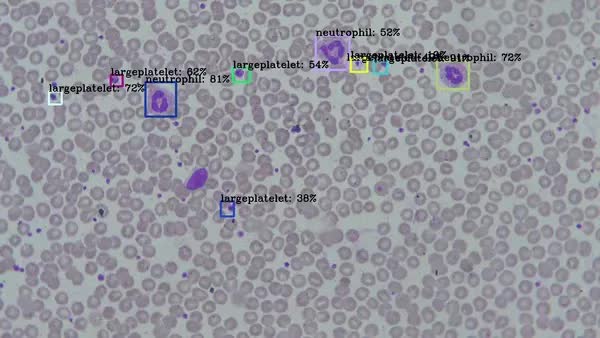 neutrophil: 52%
largeplatelet: 54%
neutrophil: 72%
largeplatelet: 62%
neutrophil: 81%
largeplatelet: 72%
largeplatelet: 38%